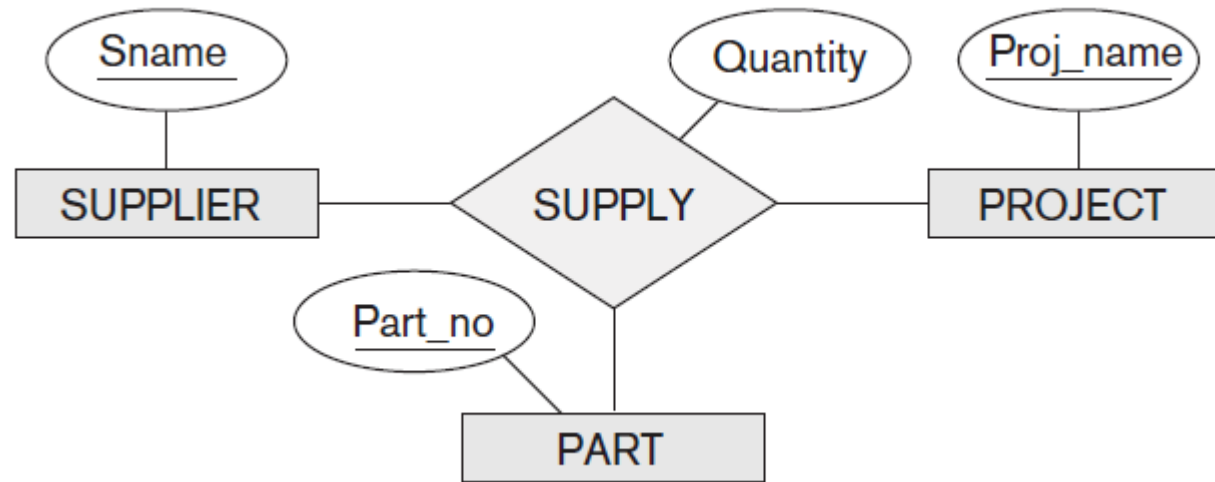 Sname
Quantity
Proj_name
SUPPLIER
SUPPLY
PROJECT
Part_no
PART